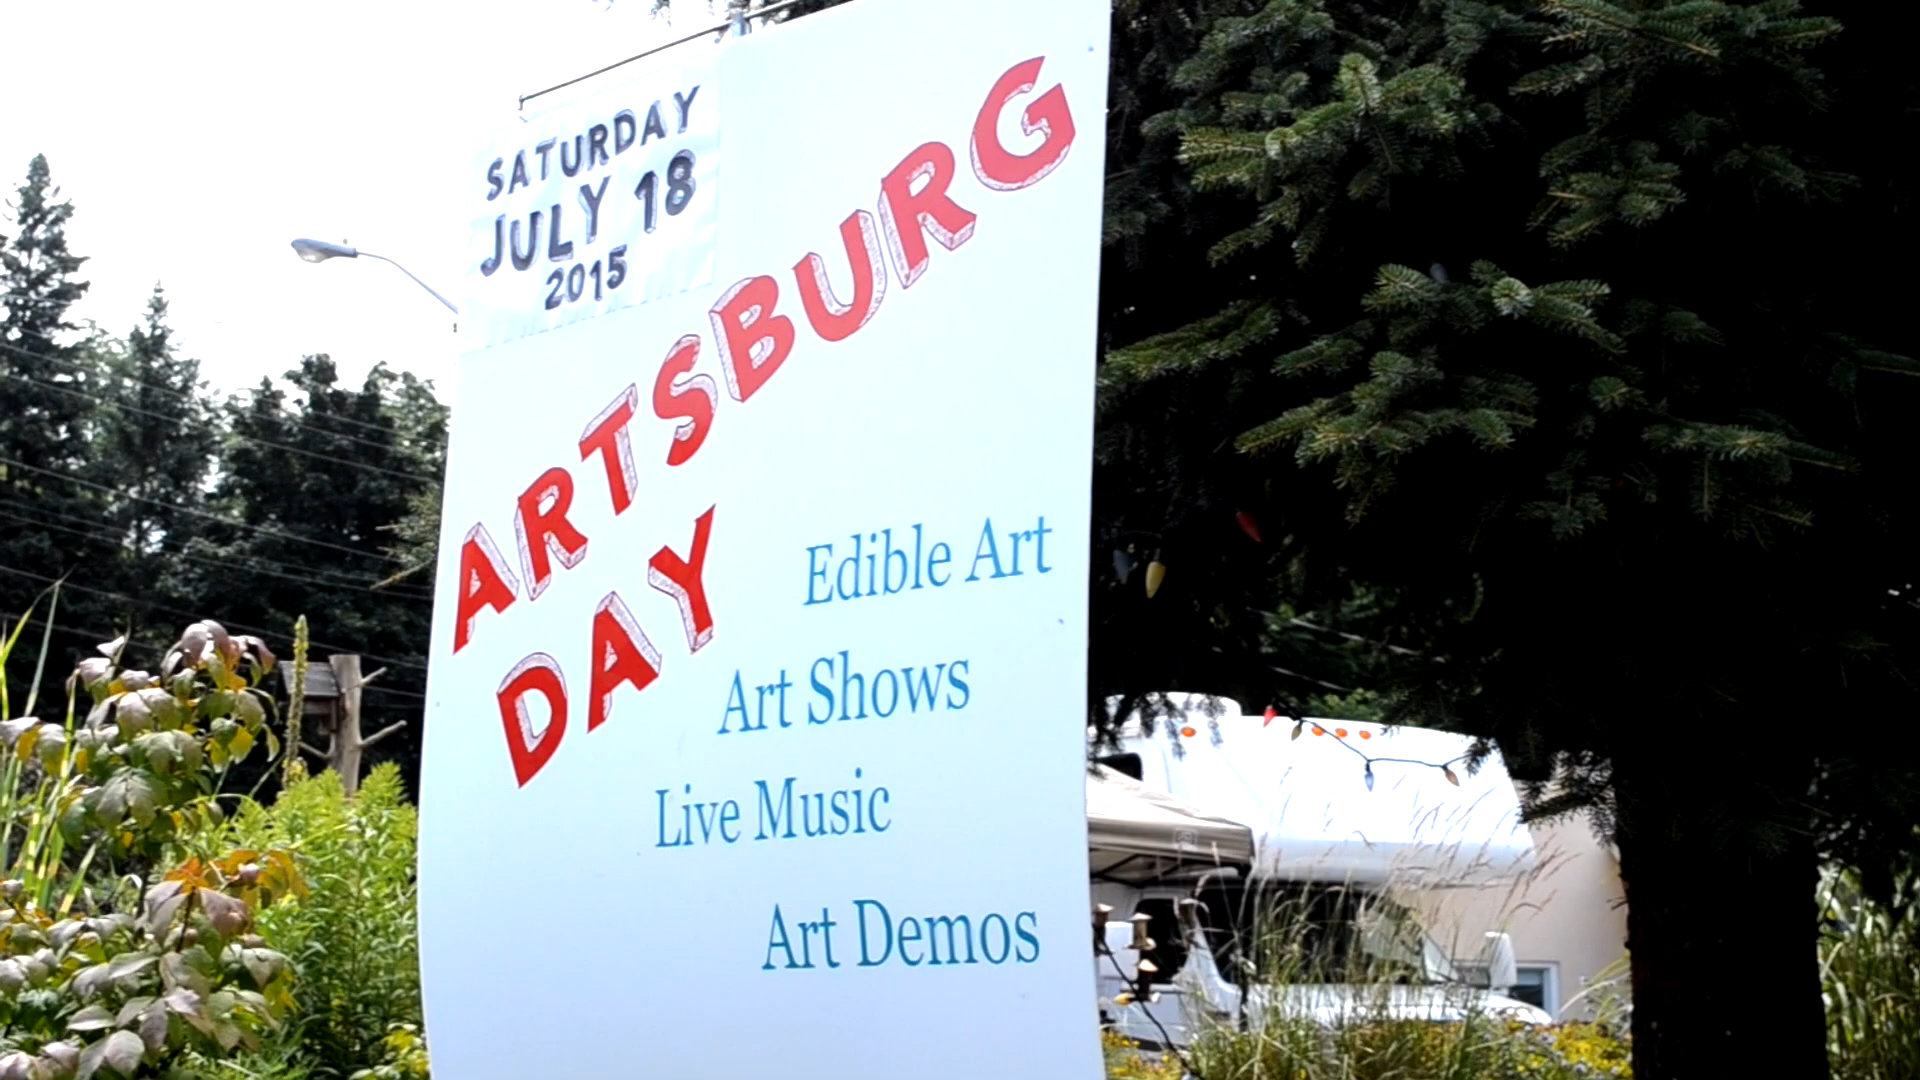 SATURDAY
JULY 18
2015
ARTSBURG
DAY
Edible Art
Art Shows
Live Music
Art Demos